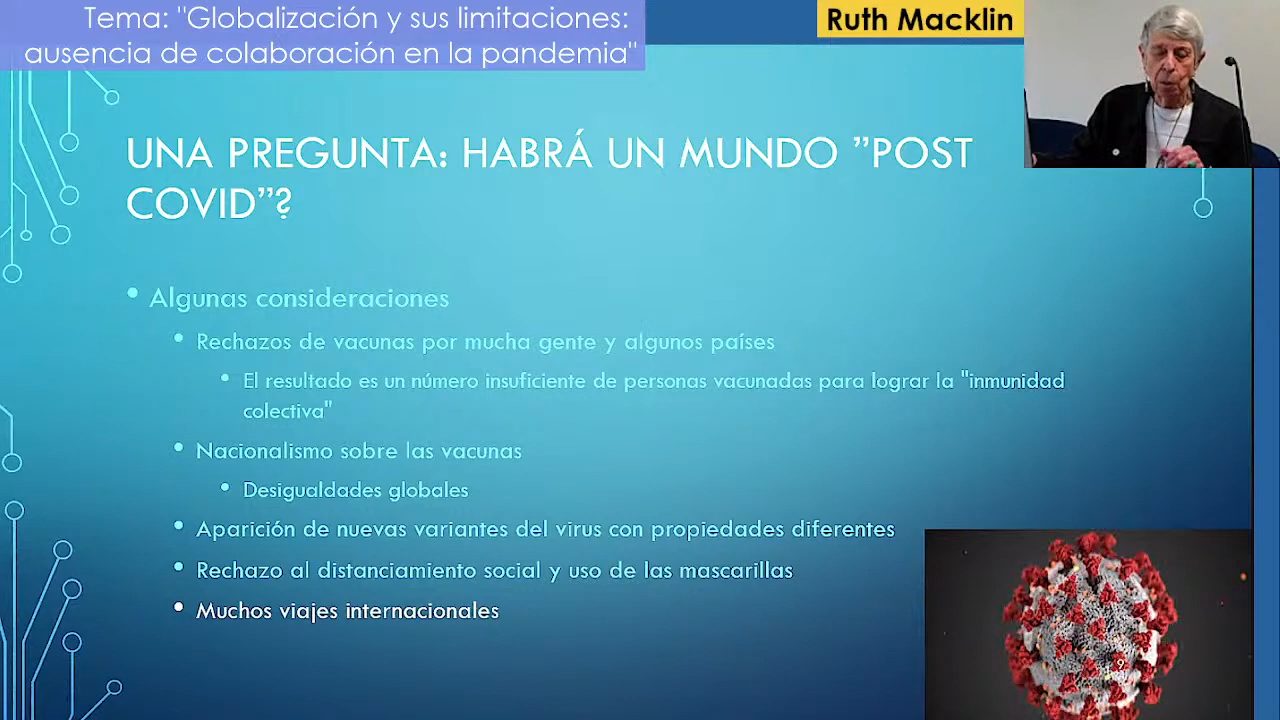 Tema: "Globalización y sus limitaciones:
ausencia de colaboración en la pandemia"
Ruth Macklin
UNA PREGUNTA: HABRÁ UN MUNDO ”POST
COVID”?
• Algunas consideraciones
• Rechazos de vacunas por mucha gente y algunos países
• El resultado es un número insuficiente de personas vacunadas para lograr la "inmunidad
colectiva"
• Nacionalismo sobre las vacunas
• Desigualdades globales
• Aparición de nuevas variantes del virus con propiedades diferentes
• Rechazo al distanciamiento social y uso de las mascarillas
• Muchos viajes internacionales
9